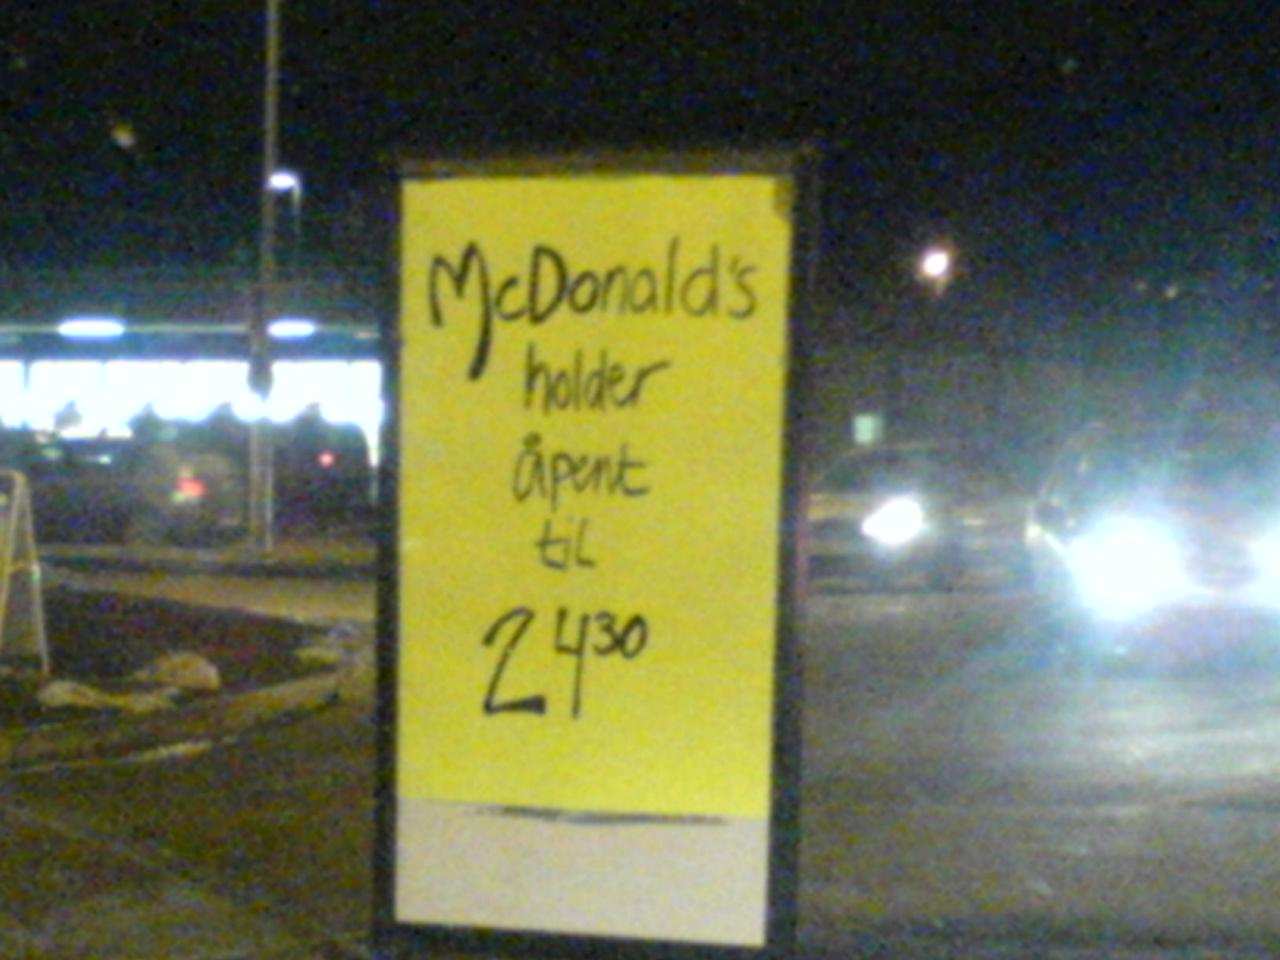 McDonald's
holder
åpent
til
2430